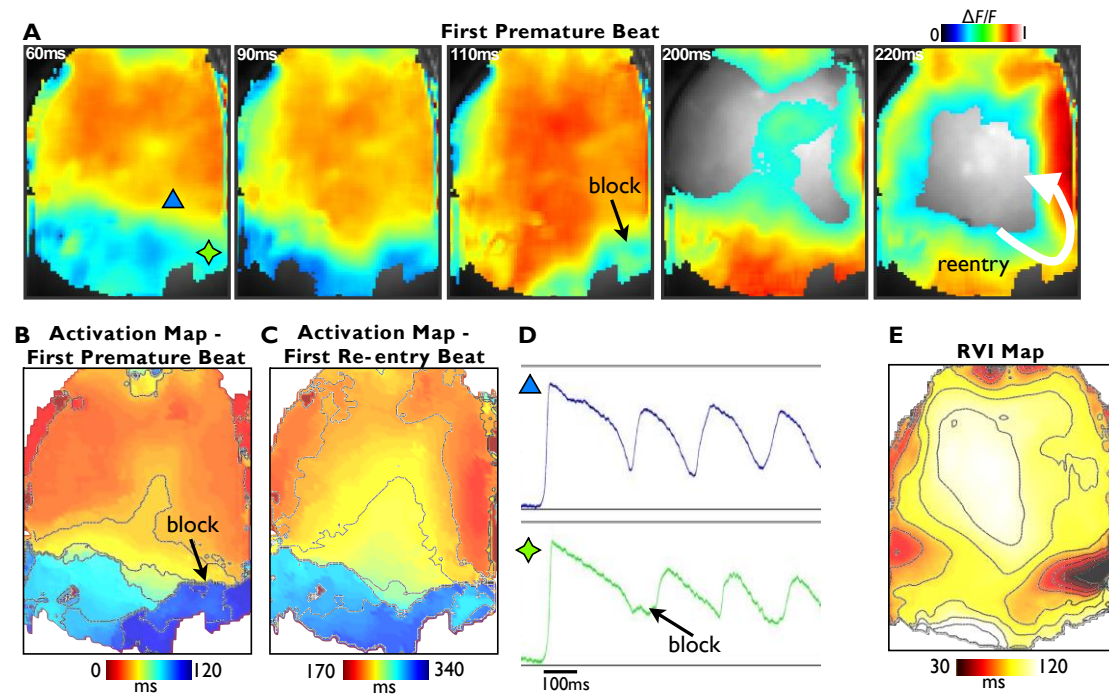 A
First Premature Beat
ΔF/F
0 1
60ms
90ms
110ms
200ms
220ms
block
reentry
B Activation Map -
First Premature Beat
C Activation Map -
First Re-entry Beat
D
E
RVI Map
block
block
0 120
ms
170 340
ms
100ms
30 120
ms